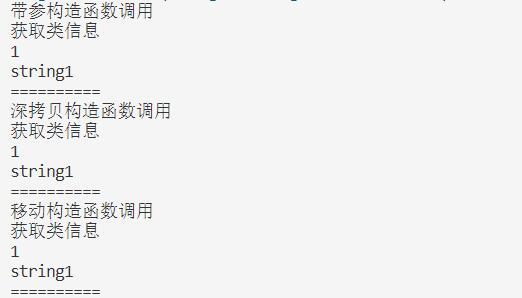 带参构造函数调用
获取类信息
1
string1
==========
深拷贝构造函数调用
获取类信息
1
string1
==========
移动构造函数调用
获取类信息
1
string1
==========